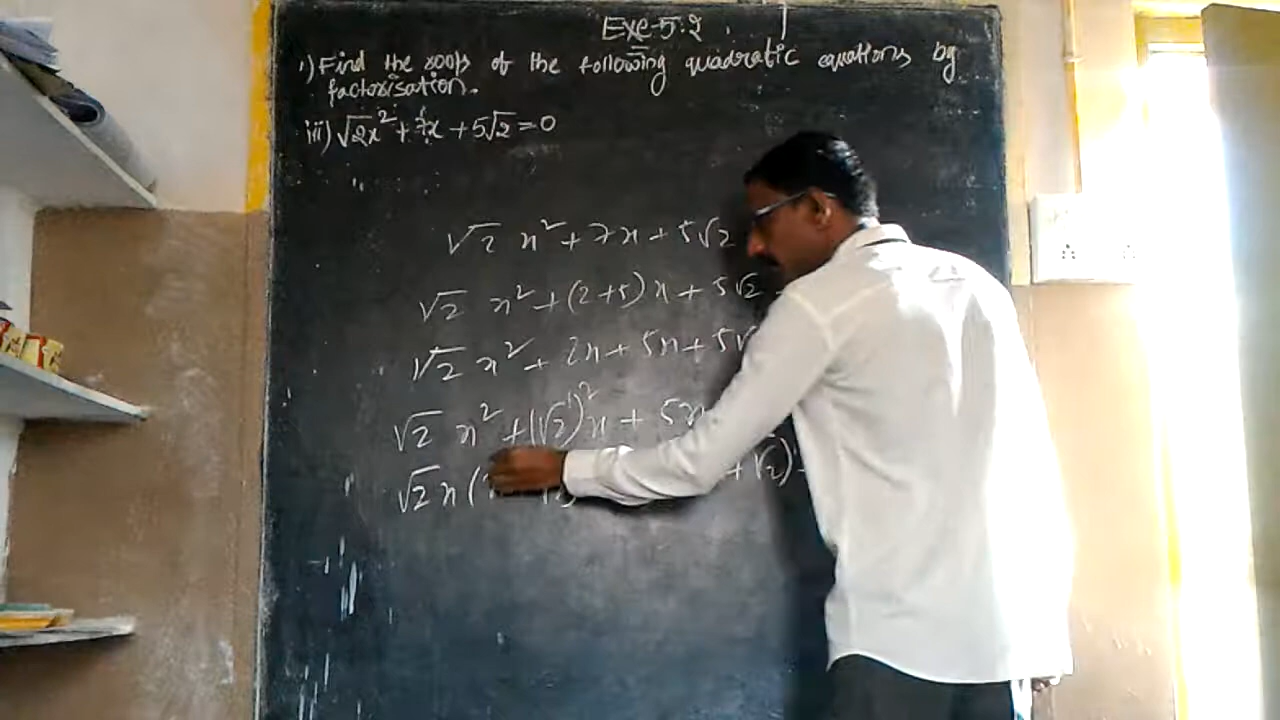 Exe-5.2.
1) Find the roots of the following quadratic equations by
factorisation.
iii) √2x² + 7x + 5√2 = 0
√2 x² + 7x + 5√2
√2 x² + (2+5)x + 5√2
√2 x² + 2x + 5x + 5√
√2 x² + (√2)²x + 5x
√2 x ( + √2)